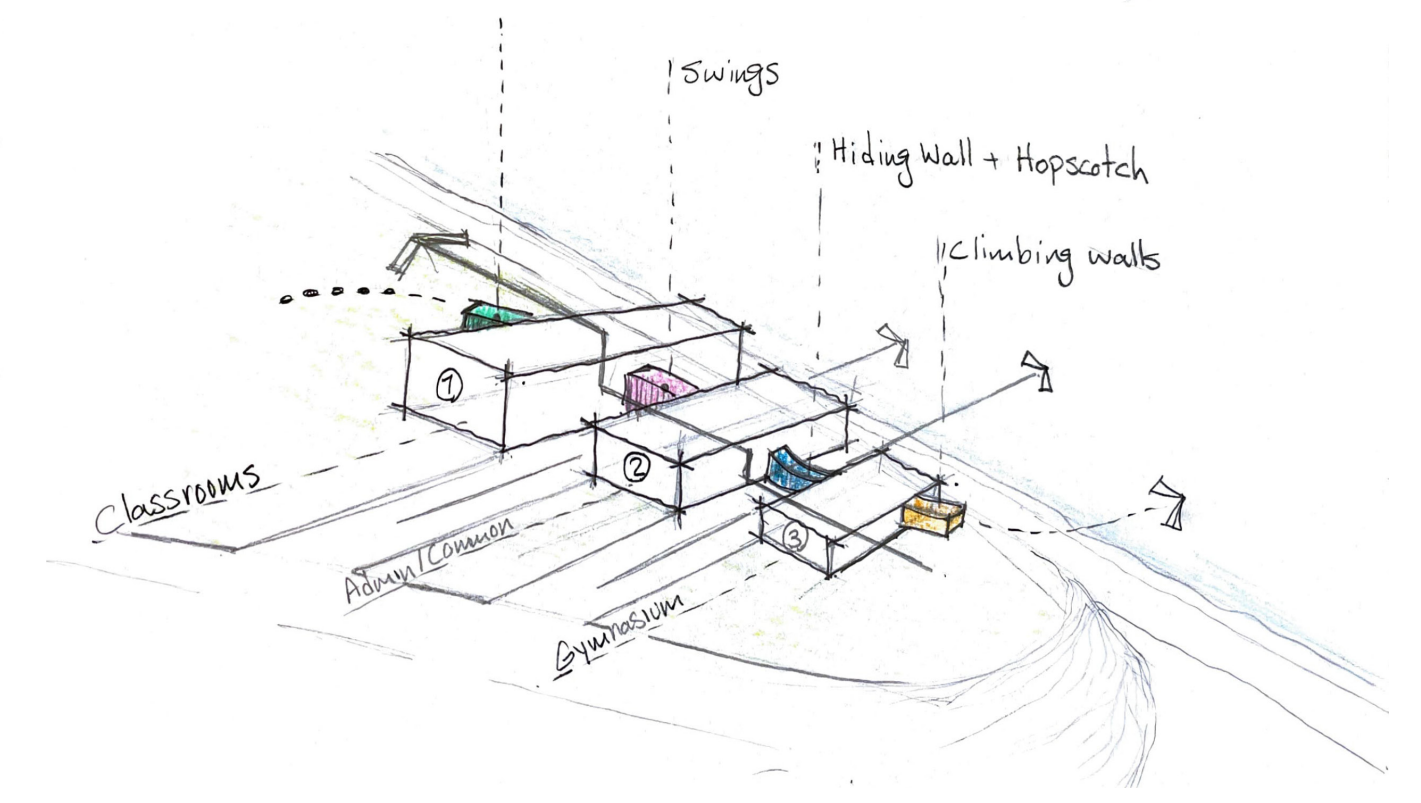 Swings
Hiding Wall + Hopscotch
Climbing walls
1
2
3
Classrooms
Admin/Common
Gymnasium